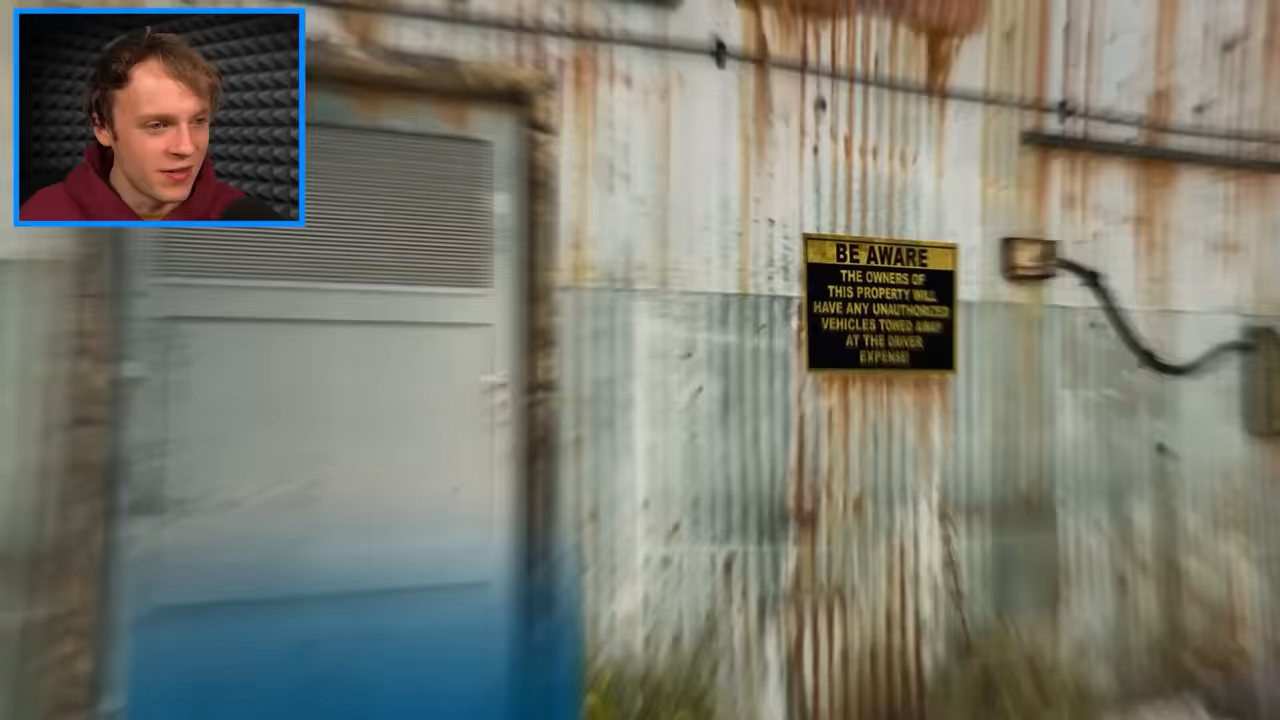 BE AWARE
THE OWNERS OF
THIS PROPERTY WILL
HAVE ANY UNAUTHORIZED
VEHICLES TOWED AWAY
AT THE DRIVER
EXPENSE!